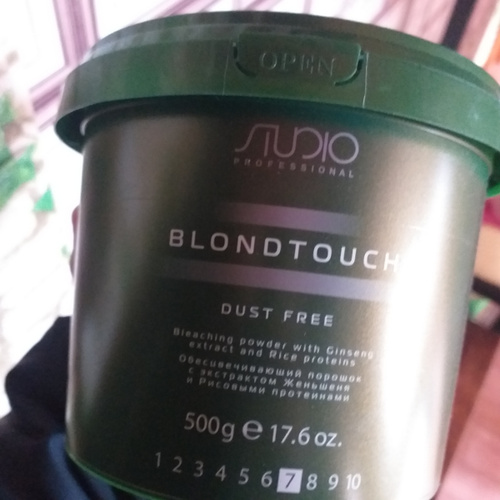 OPEN
STUDIO
PROFESSIONAL
BLONDTOUCH
DUST FREE
Bleaching powder with Ginseng
extract and Rice proteins
Обесцвечивающий порошок
с экстрактом Женьшеня
и Рисовыми протеинами
500g e 17.6 oz.
1 2 3 4 5 6 7 8 9 10